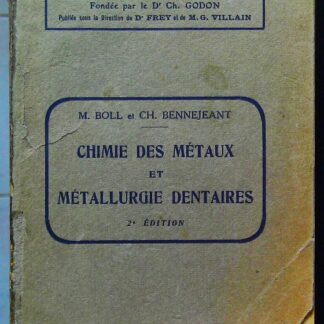 Fondée par le Dr Ch. GODON
Publiée sous la Direction du Dr FREY et de M. G. VILLAIN
M. BOLL et CH. BENNEJEANT
CHIMIE DES MÉTAUX
ET
MÉTALLURGIE DENTAIRES
2e ÉDITION